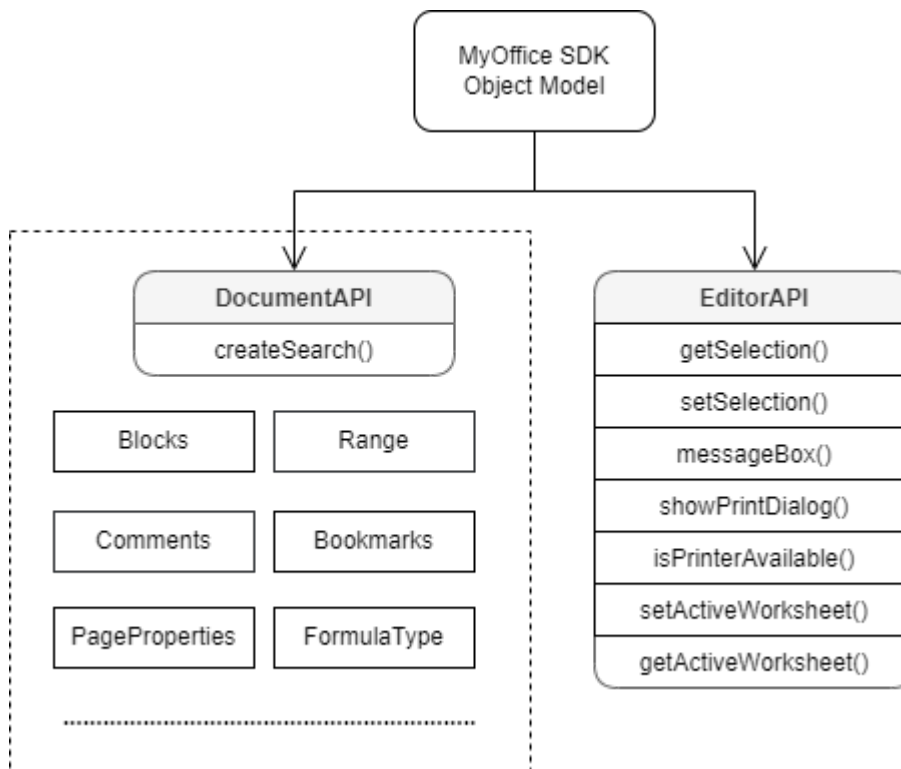 MyOffice SDK
Object Model
DocumentAPI
createSearch()
Blocks
Range
Comments
Bookmarks
PageProperties
FormulaType
EditorAPI
getSelection()
setSelection()
messageBox()
showPrintDialog()
isPrinterAvailable()
setActiveWorksheet()
getActiveWorksheet()